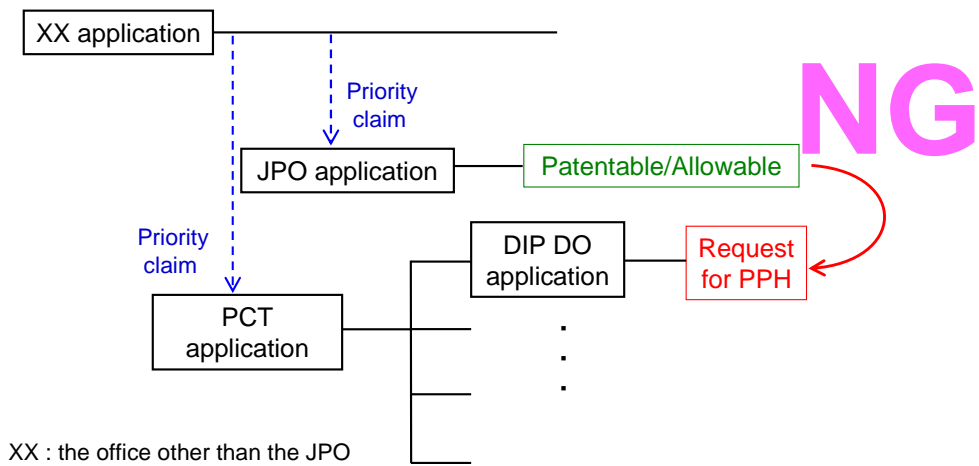 XX application
NG
Priority
claim
JPO application
Patentable/Allowable
Priority
claim
DIP DO
application
Request
for PPH
PCT
application
XX : the office other than the JPO